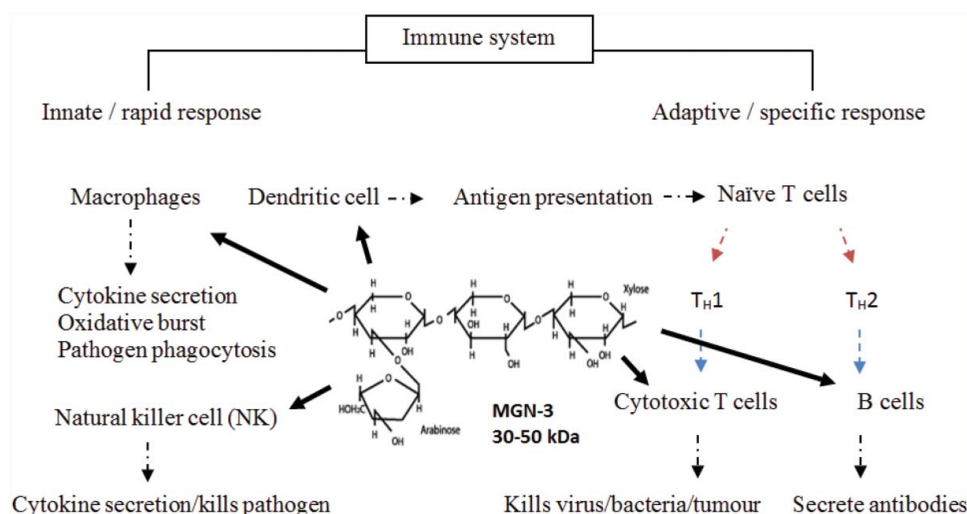 Immune system
Innate / rapid response
Adaptive / specific response
Macrophages
Dendritic cell
Antigen presentation
Naïve T cells
Cytokine secretion
Oxidative burst
Pathogen phagocytosis
Xylose
TH1
TH2
Natural killer cell (NK)
HOH₂C
Arabinose
MGN-3
30-50 kDa
Cytotoxic T cells
B cells
Cytokine secretion/kills pathogen
Kills virus/bacteria/tumour
Secrete antibodies